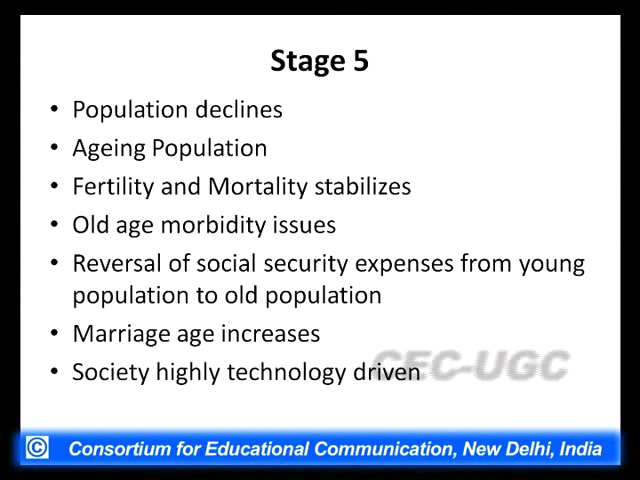 Stage 5
• Population declines
• Ageing Population
• Fertility and Mortality stabilizes
• Old age morbidity issues
• Reversal of social security expenses from young
population to old population
• Marriage age increases
• Society highly technology driven
CEC-UGC
© Consortium for Educational Communication, New Delhi, India